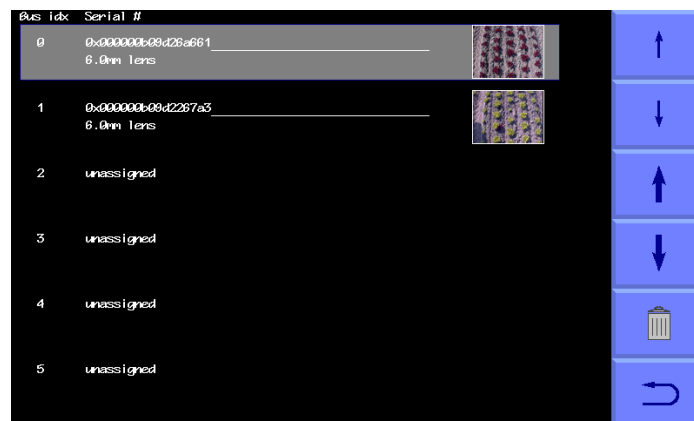 Bus idx Serial #
0 0x000000b09d26a661
6.0mm lens
1 0x000000b09d2267a3
6.0mm lens
2 unassigned
3 unassigned
4 unassigned
5 unassigned